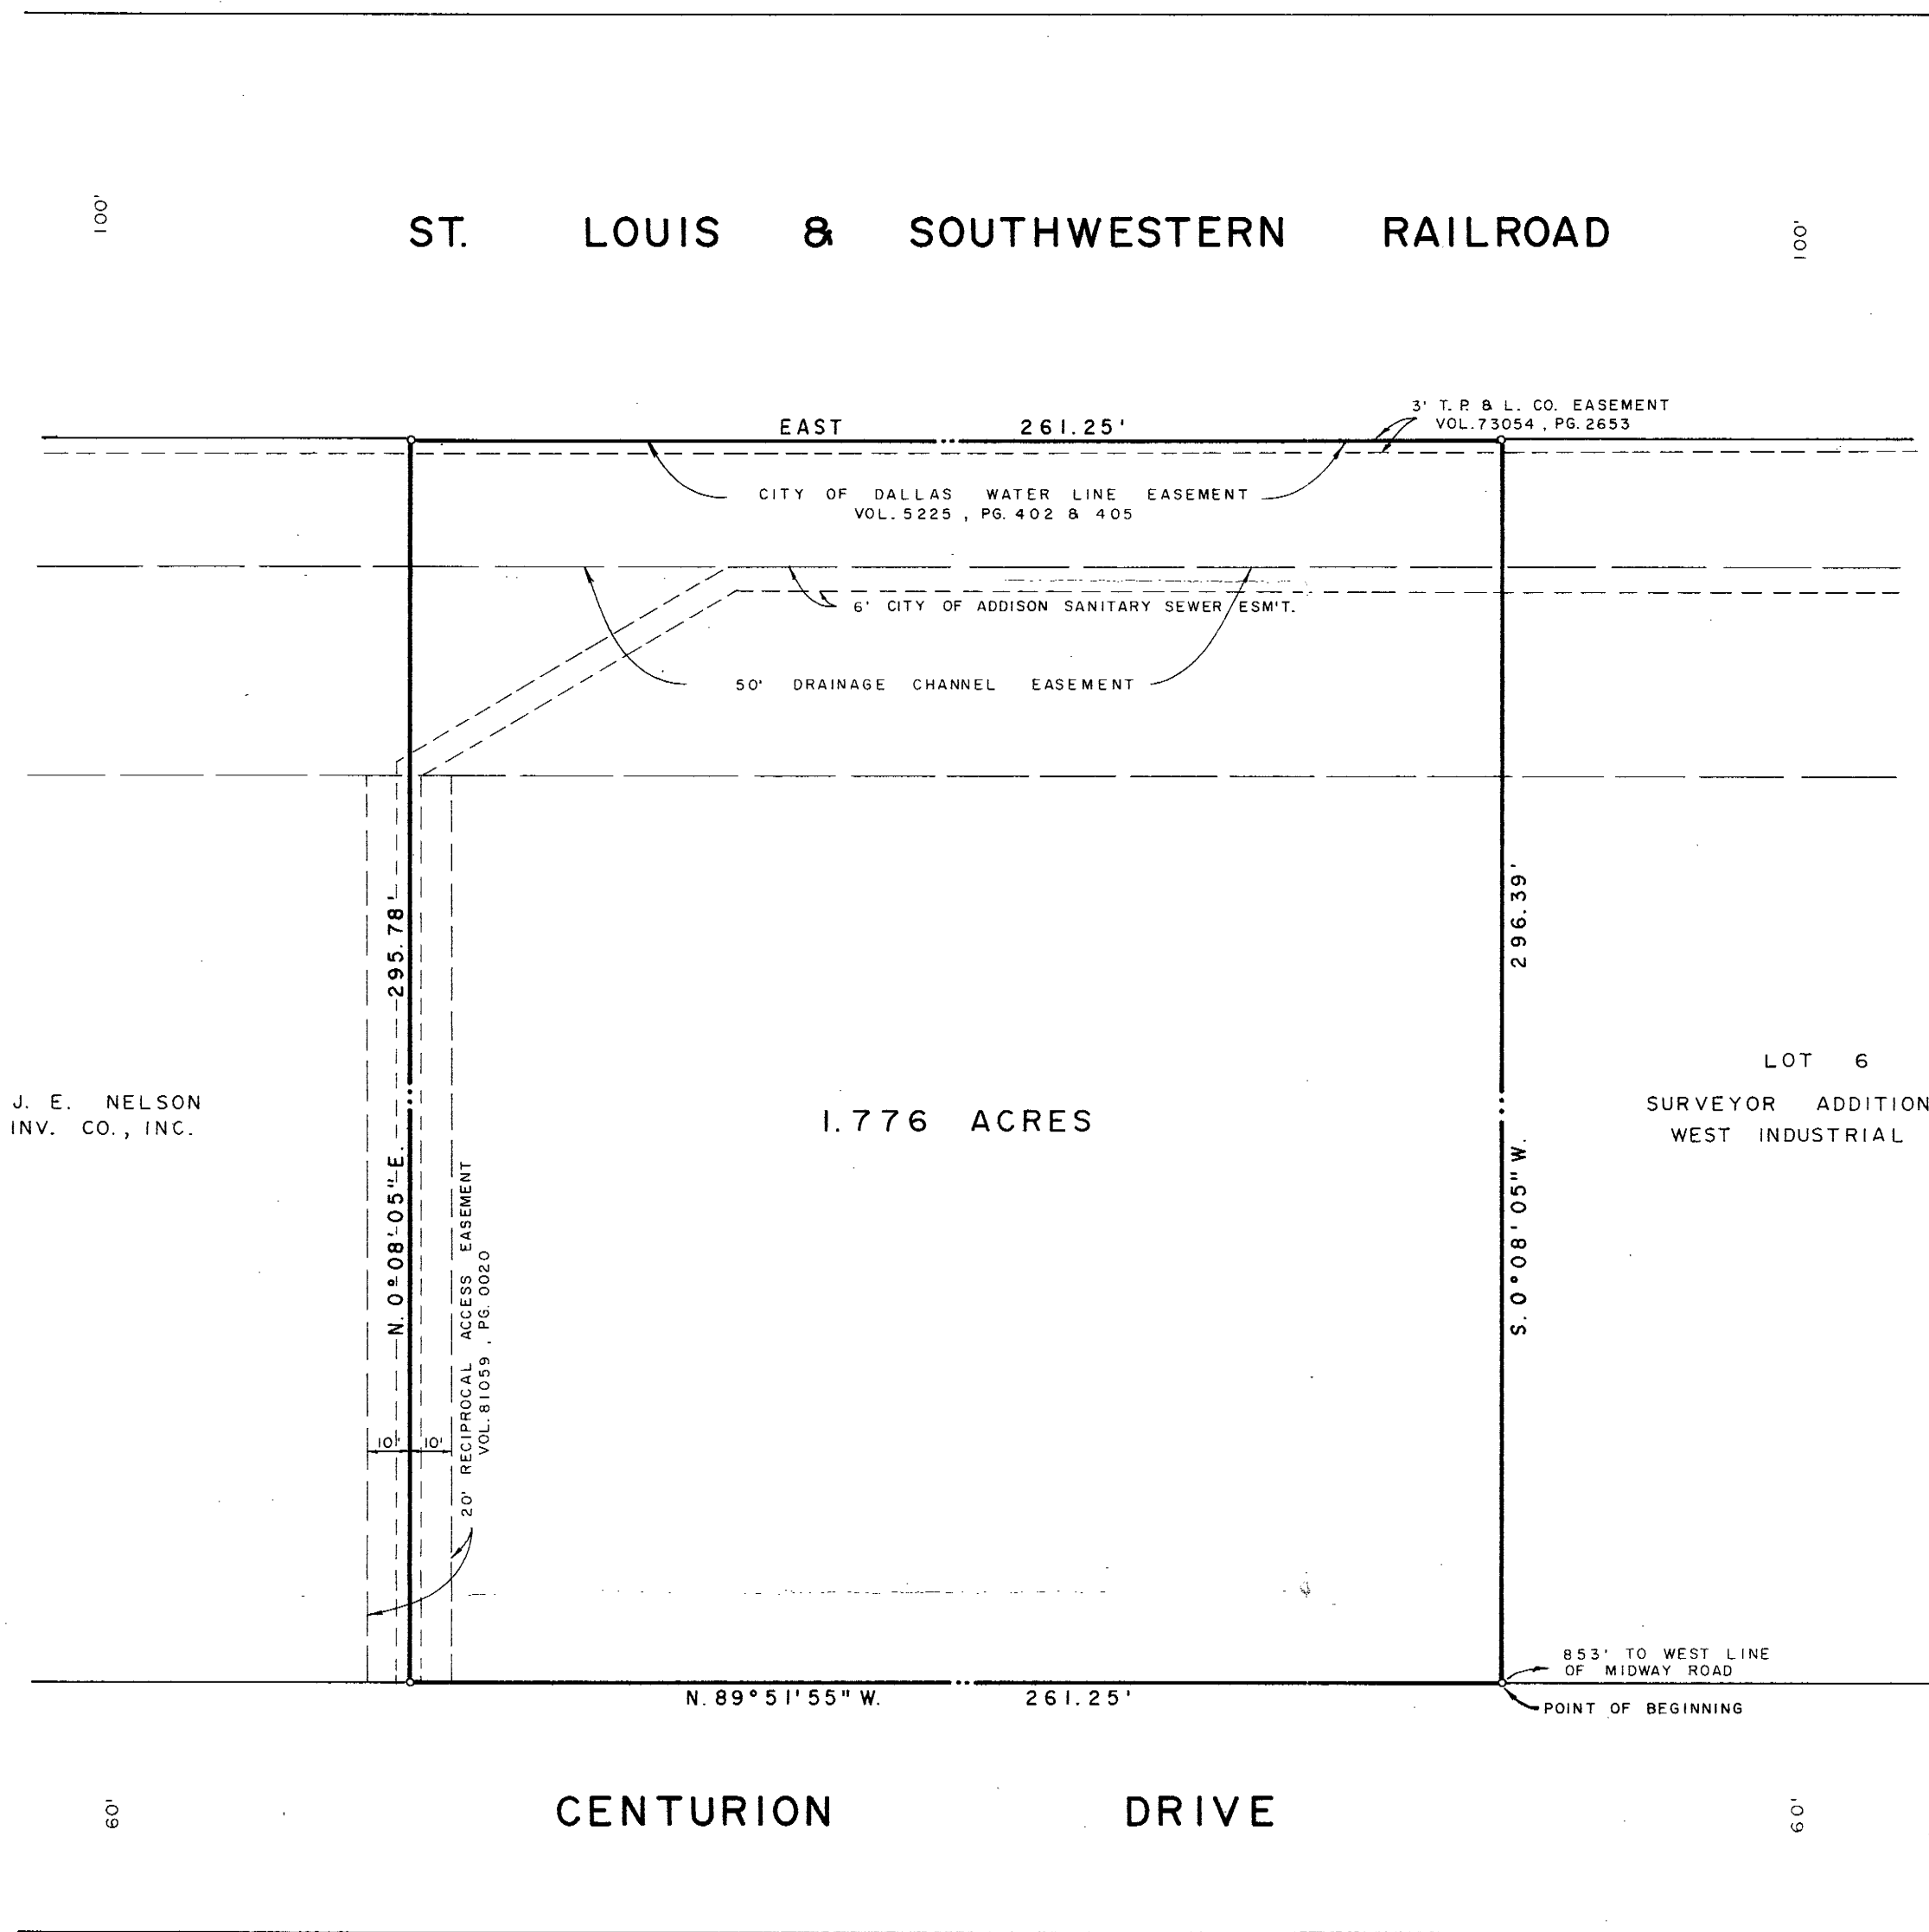 100'
ST. LOUIS & SOUTHWESTERN RAILROAD
100'
EAST 261.25'
3' T. P. & L. CO. EASEMENT
VOL. 73054 , PG. 2653
CITY OF DALLAS WATER LINE EASEMENT
VOL. 5225 , PG. 402 & 405
6' CITY OF ADDISON SANITARY SEWER ESM'T.
50' DRAINAGE CHANNEL EASEMENT
N. 0° 08' 05" E. 295.78'
S. 0° 08' 05" W. 296.39'
J. E. NELSON
INV. CO., INC.
1.776 ACRES
LOT 6
SURVEYOR ADDITION
WEST INDUSTRIAL
20' RECIPROCAL ACCESS EASEMENT
VOL. 81059 , PG. 0020
10' 10'
853' TO WEST LINE
OF MIDWAY ROAD
N. 89° 51' 55" W. 261.25'
POINT OF BEGINNING
60'
CENTURION DRIVE
60'